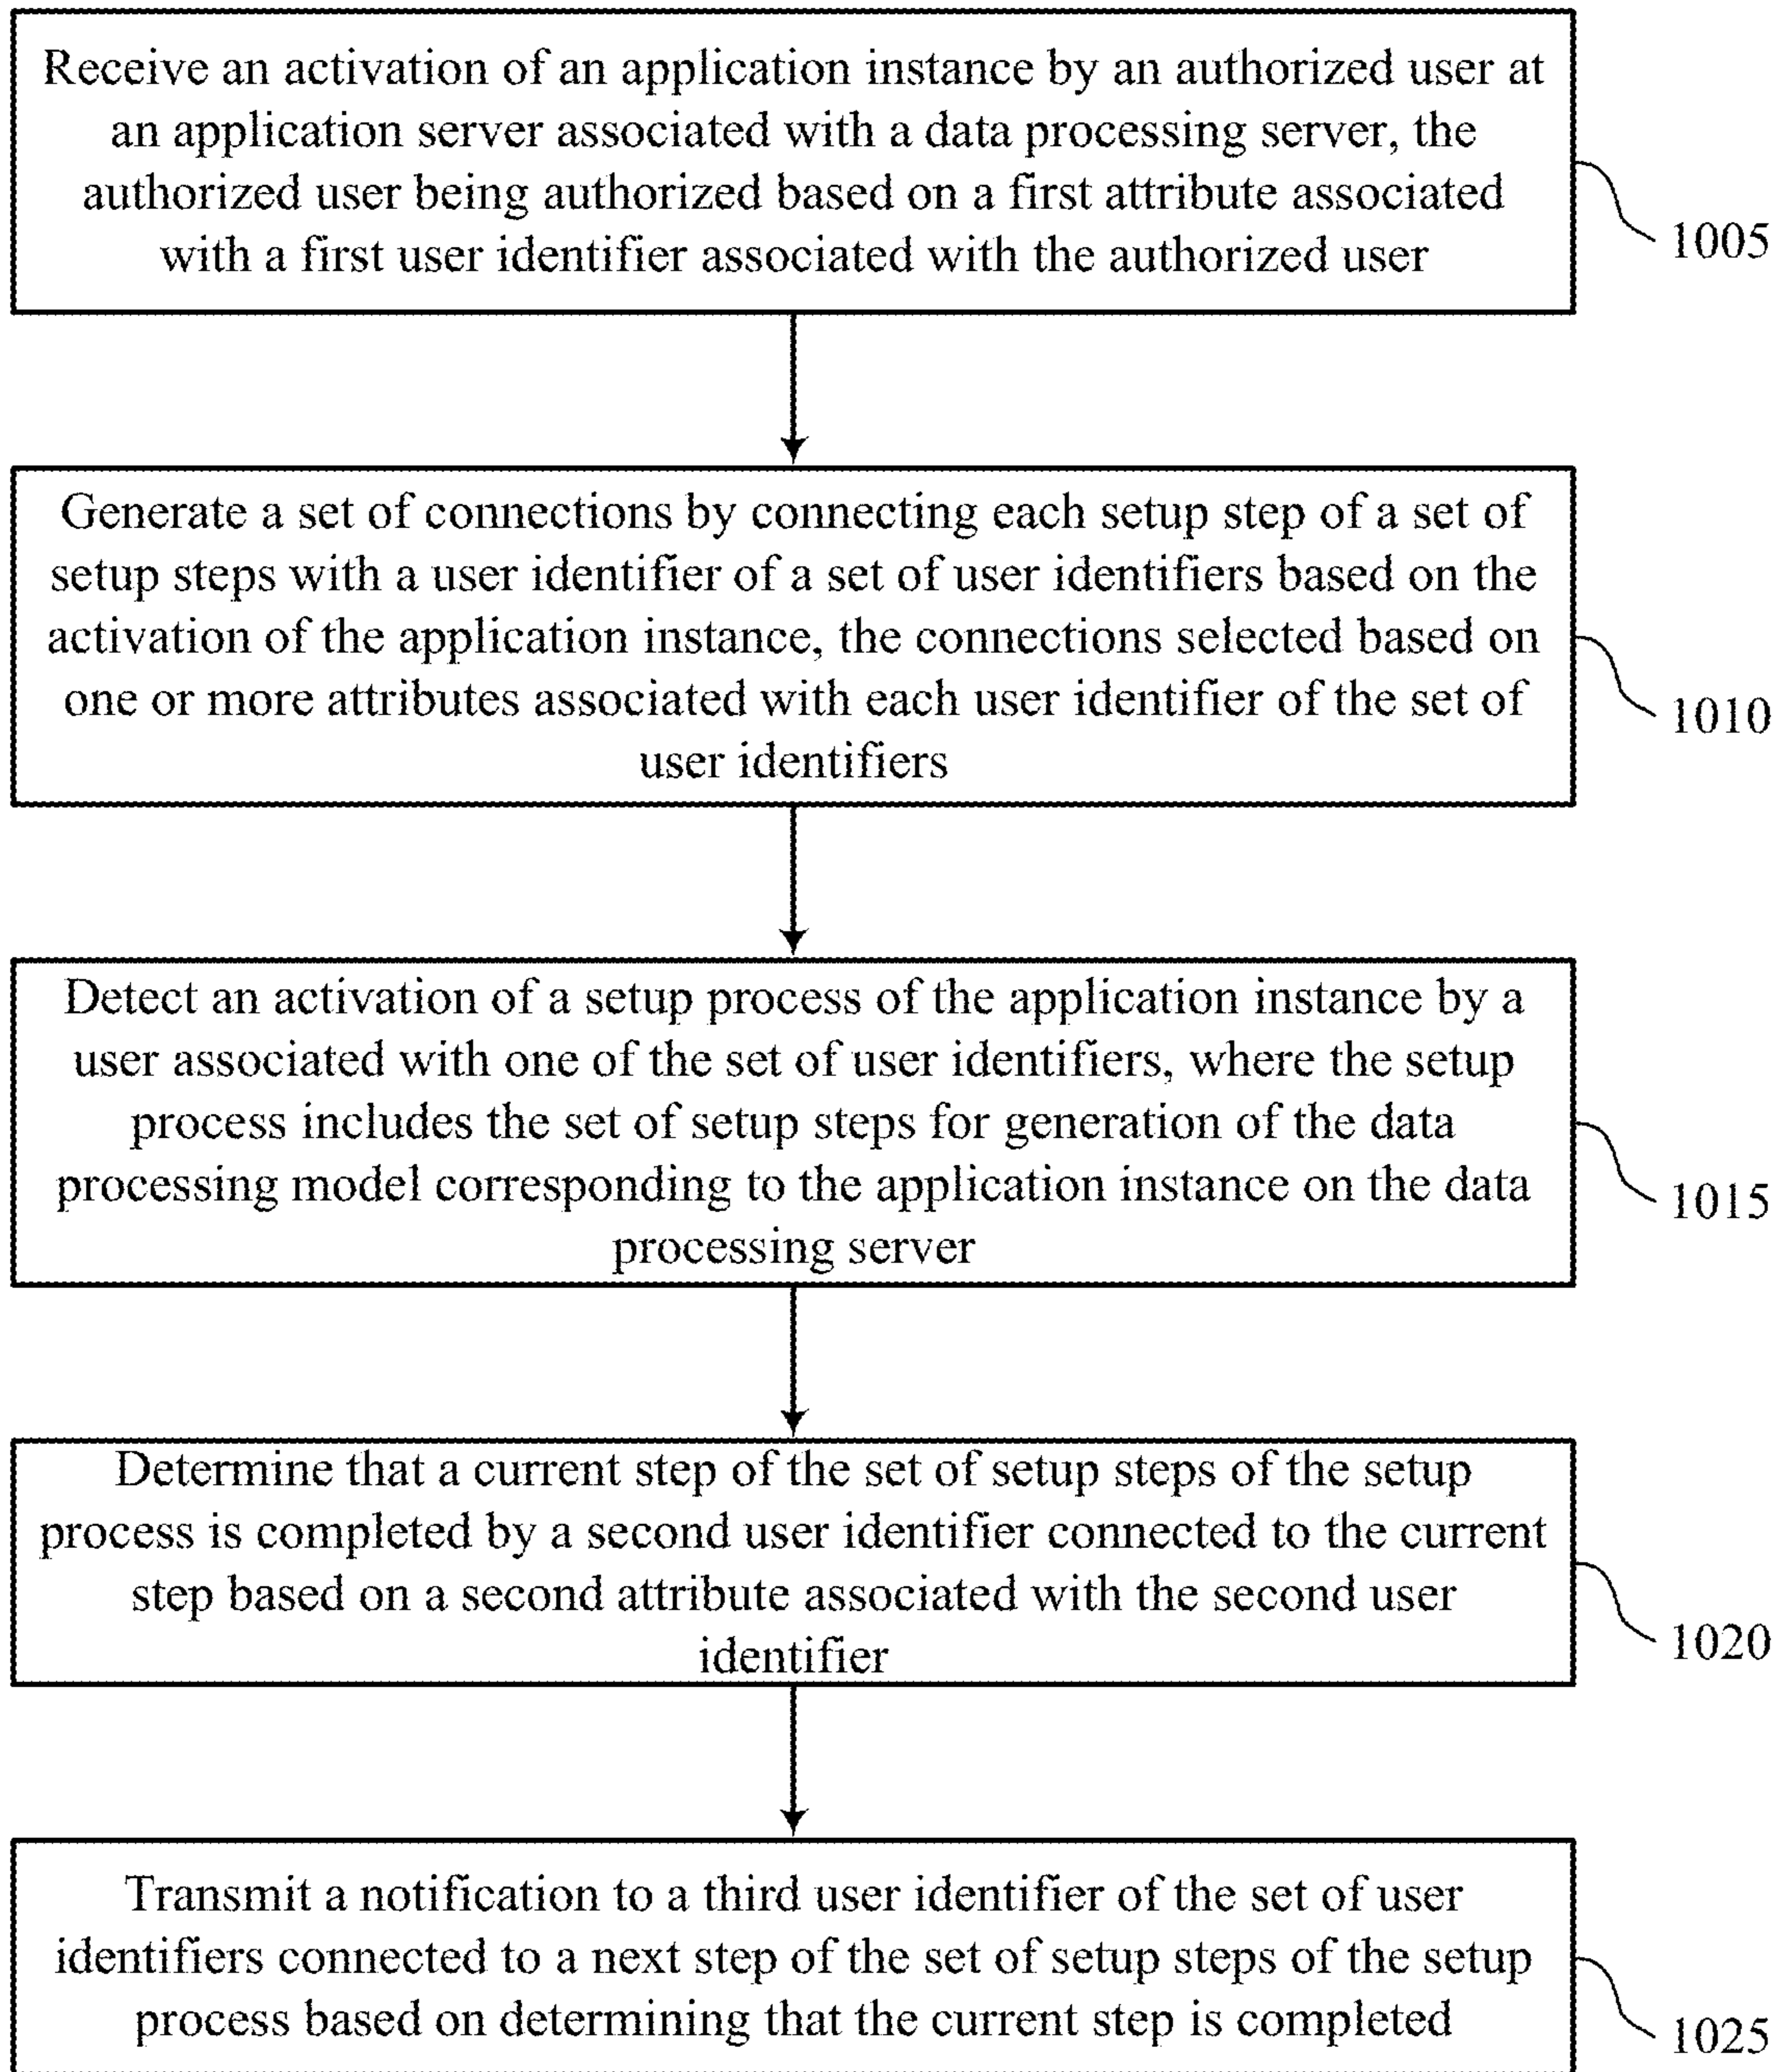 Receive an activation of an application instance by an authorized user at
an application server associated with a data processing server, the
authorized user being authorized based on a first attribute associated
with a first user identifier associated with the authorized user
1005
Generate a set of connections by connecting each setup step of a set of
setup steps with a user identifier of a set of user identifiers based on the
activation of the application instance, the connections selected based on
one or more attributes associated with each user identifier of the set of
user identifiers
1010
Detect an activation of a setup process of the application instance by a
user associated with one of the set of user identifiers, where the setup
process includes the set of setup steps for generation of the data
processing model corresponding to the application instance on the data
processing server
1015
Determine that a current step of the set of setup steps of the setup
process is completed by a second user identifier connected to the current
step based on a second attribute associated with the second user
identifier
1020
Transmit a notification to a third user identifier of the set of user
identifiers connected to a next step of the set of setup steps of the setup
process based on determining that the current step is completed
1025